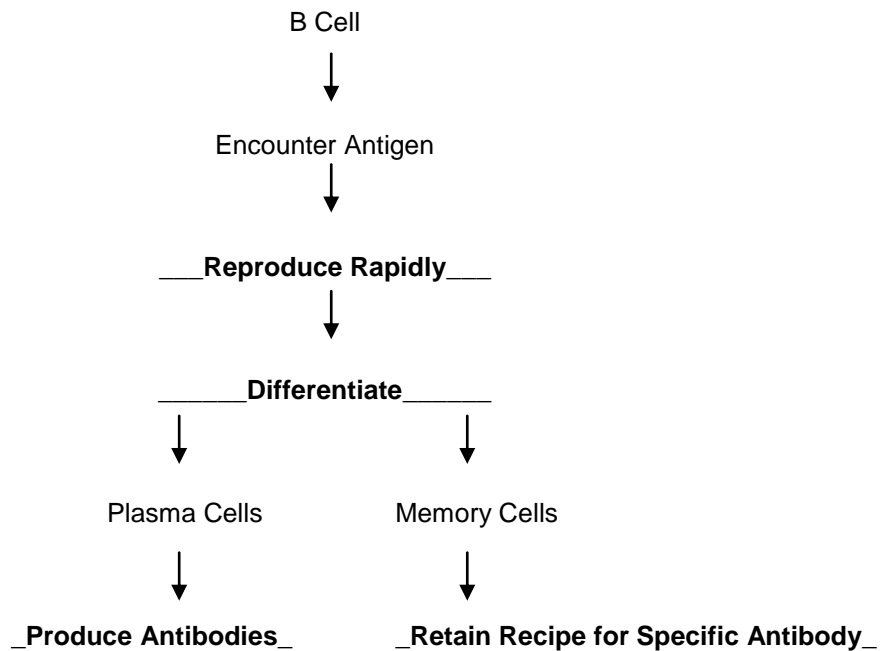 B Cell
Encounter Antigen
___Reproduce Rapidly___
______Differentiate______
Plasma Cells Memory Cells
_Produce Antibodies_ _Retain Recipe for Specific Antibody_